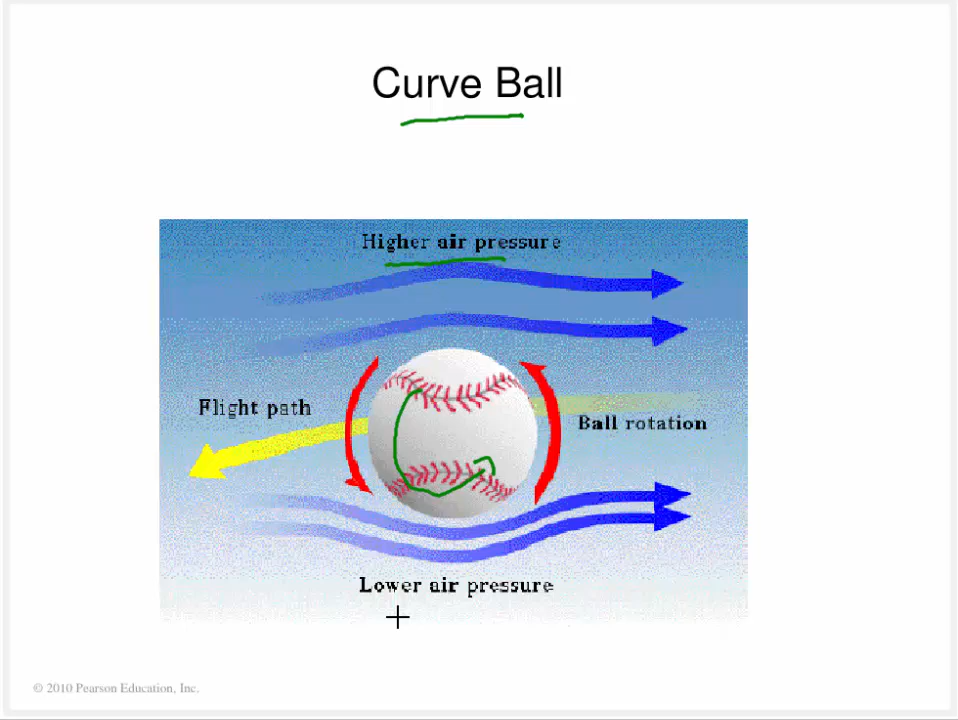 Curve Ball
Higher air pressure
Flight path
Ball rotation
Lower air pressure
© 2010 Pearson Education, Inc.